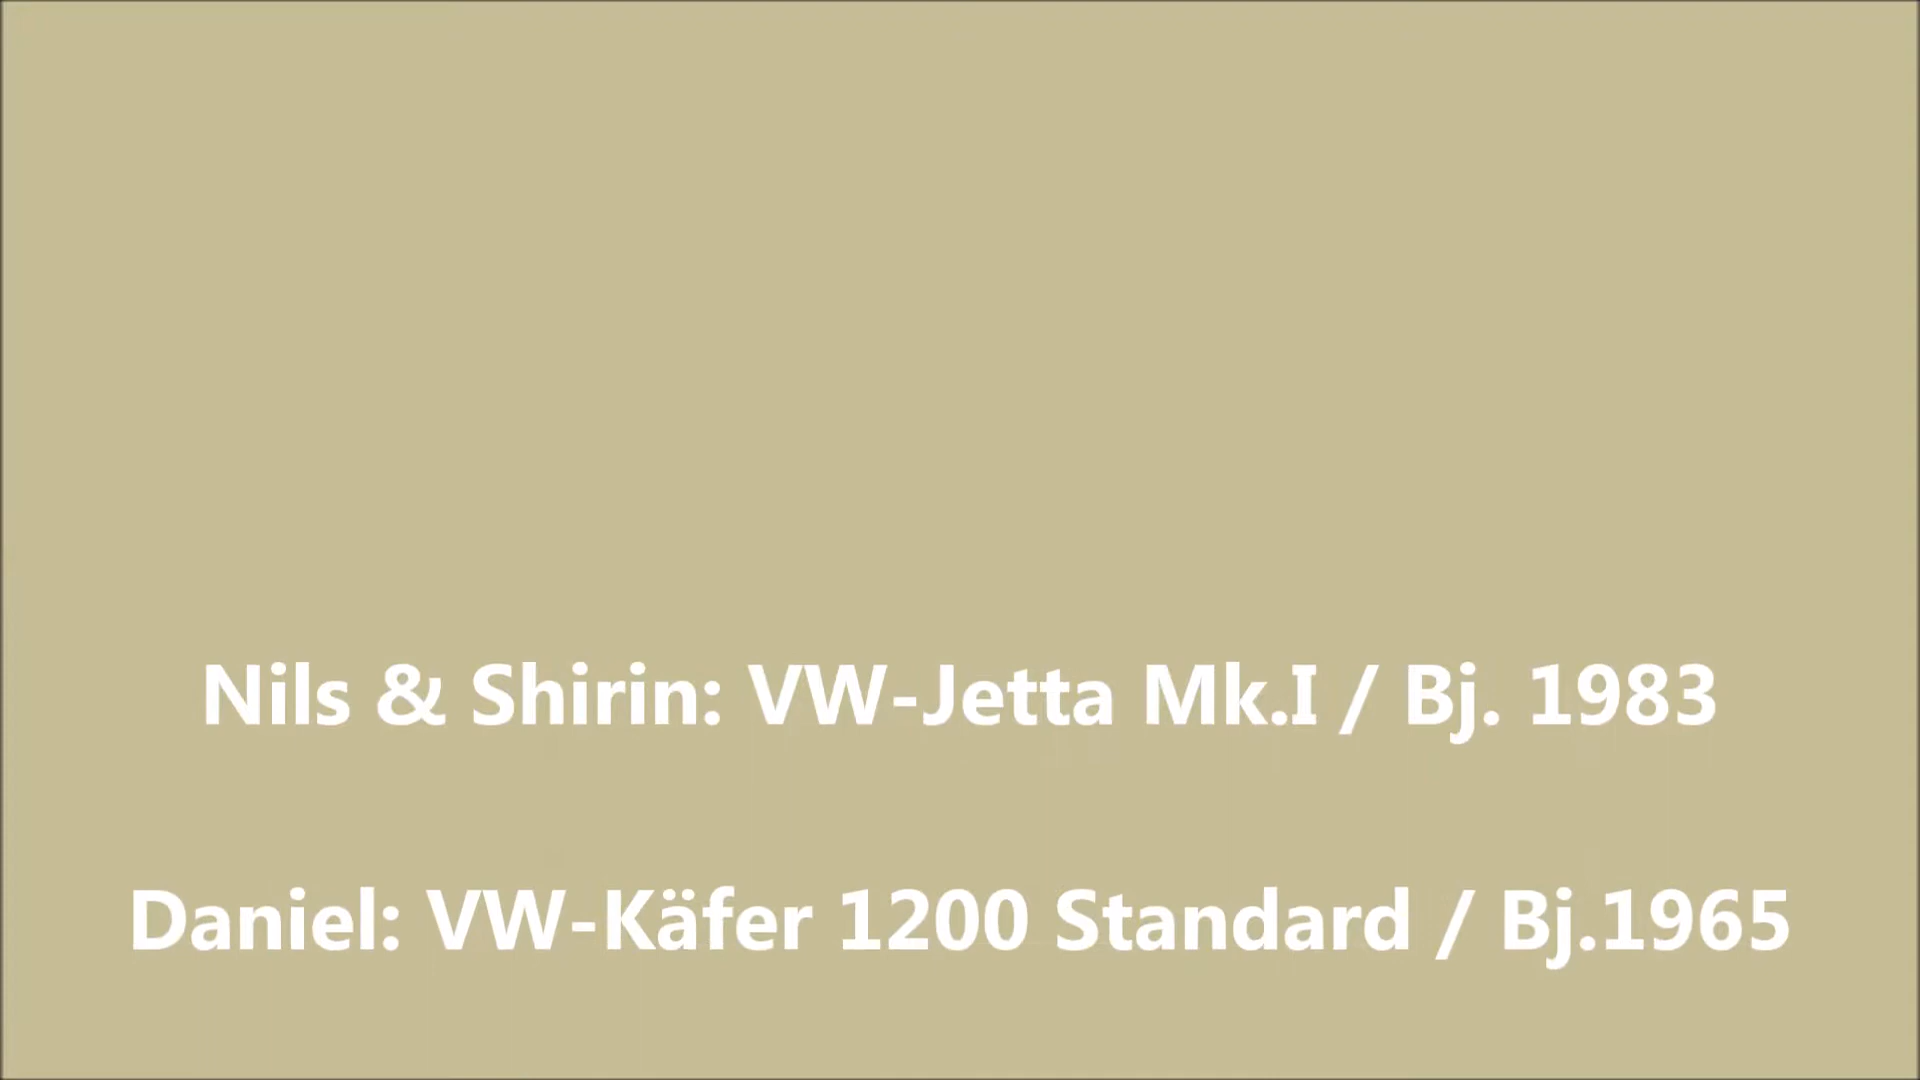 Nils & Shirin: VW-Jetta Mk.I / Bj. 1983
Daniel: VW-Käfer 1200 Standard / Bj.1965